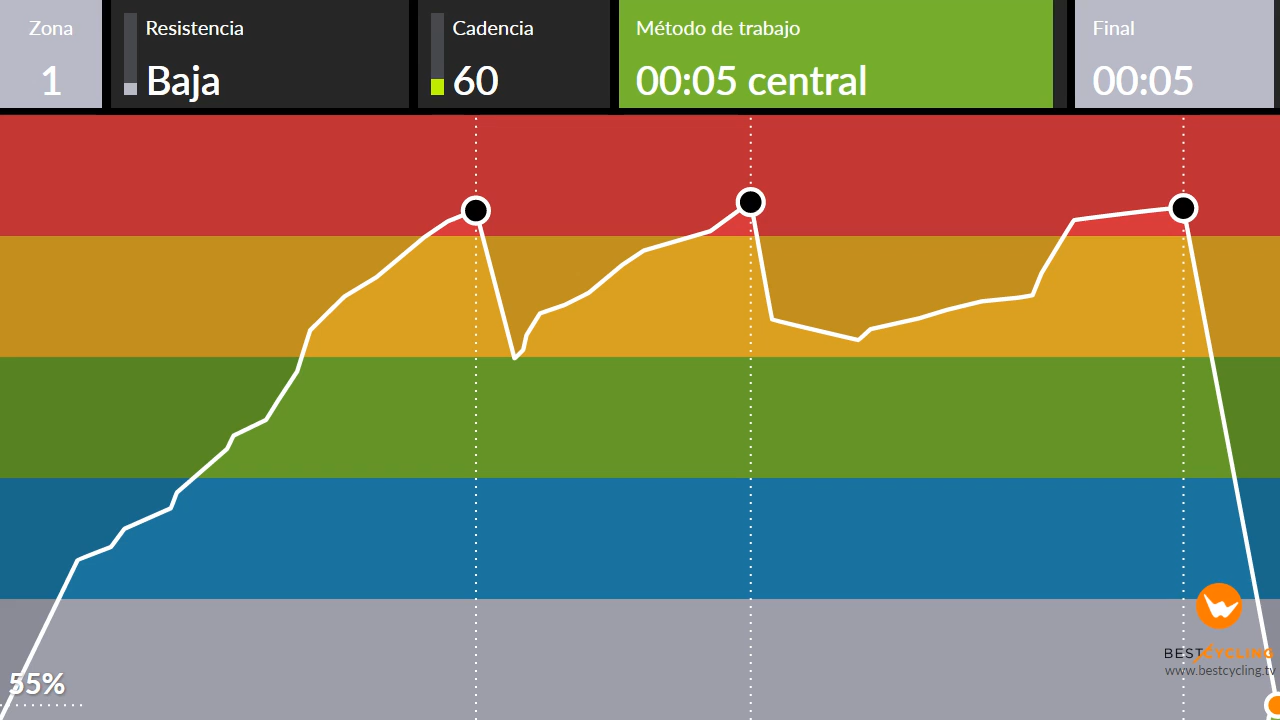 Zona
1
Resistencia
Baja
Cadencia
60
Método de trabajo
00:05 central
Final
00:05
55%
BESTCYCLING
www.bestcycling.tv